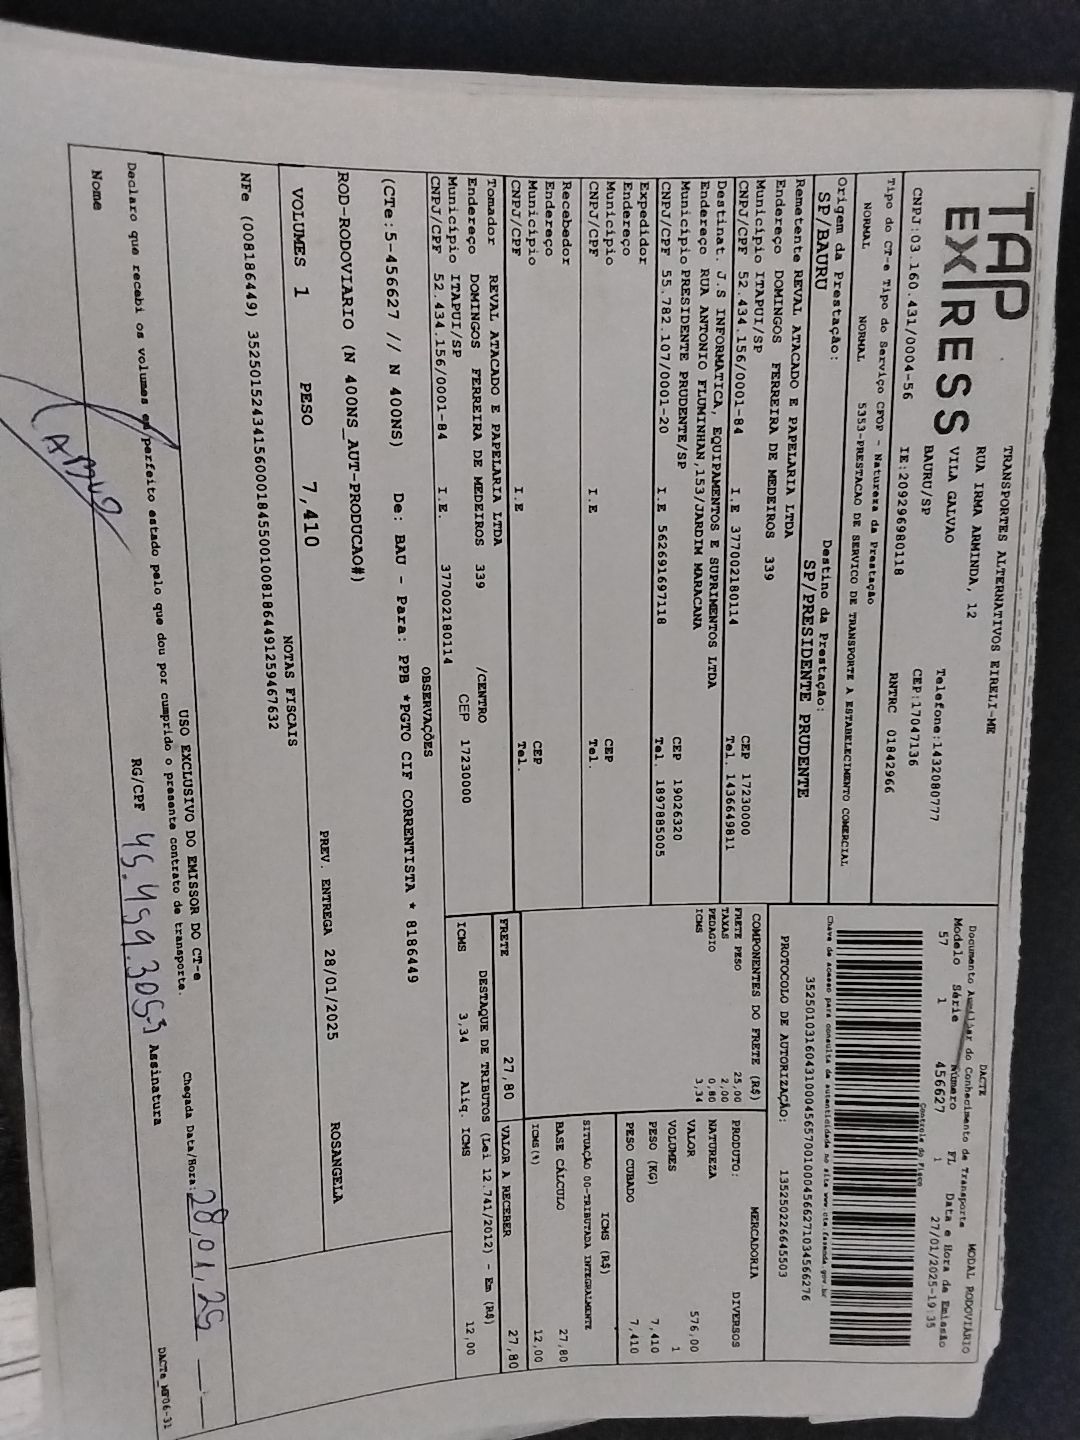 TAP
EXPRESS
TRANSPORTES ALTERNATIVOS EIRELI-ME
RUA IRMA ARMINDA, 12
VILA GALVAO Telefone:1432080777
BAURU/SP CEP:17047136
CNPJ:03.160.431/0004-56 IE:209296980118 RNTRC 01842966
Tipo do CT-e Tipo do Serviço CFOP - Natureza da Prestação
NORMAL NORMAL 5353-PRESTACAO DE SERVICO DE TRANSPORTE A ESTABELECIMENTO COMERCIAL
Origem da Prestação: Destino da Prestação:
SP/BAURU SP/PRESIDENTE PRUDENTE
DACTE MODAL RODOVIÁRIO
Documento Auxiliar do Conhecimento de Transporte
Modelo Série Número FL Data e Hora da Emissão
57 1 456627 1 27/01/2025-19:35
Controle do Fisco
Chave de acesso para consulta de autenticidade no site www.cte.fazenda.gov.br
35250103160431000456570010004566271034566276
PROTOCOLO DE AUTORIZAÇÃO: 135250226645503
Remetente REVAL ATACADO E PAPELARIA LTDA
Endereço DOMINGOS FERREIRA DE MEDEIROS 339
Município ITAPUI/SP CEP 17230000
CNPJ/CPF 52.434.156/0001-84 I.E 377002180114 Tel. 1436649811
Destinat. J.S INFORMATICA, EQUIPAMENTOS E SUPRIMENTOS LTDA
Endereço RUA ANTONIO FLUMINHAN,153/JARDIM MARACANA
Município PRESIDENTE PRUDENTE/SP CEP 19026320
CNPJ/CPF 55.782.107/0001-20 I.E 562691697118 Tel. 1897885005
Expedidor
Endereço
Município CEP
CNPJ/CPF I.E Tel.
Recebedor
Endereço
Município CEP
CNPJ/CPF I.E Tel.
Tomador REVAL ATACADO E PAPELARIA LTDA
Endereço DOMINGOS FERREIRA DE MEDEIROS 339 /CENTRO
Município ITAPUI/SP CEP 17230000
CNPJ/CPF 52.434.156/0001-84 I.E. 377002180114
COMPONENTES DO FRETE (R$)
FRETE PESO 25,00
TAXAS 2,00
PEDAGIO 0,80
ICMS 3,34
PRODUTO: MERCADORIA DIVERSOS
NATUREZA
VALOR 576,00
VOLUMES 1
PESO (KG) 7,410
PESO CUBADO 7,410
ICMS (R$)
SITUAÇÃO 00-TRIBUTADA INTEGRALMENTE
BASE CÁLCULO 27,80
ICMS(%) 12,00
FRETE 27,80 VALOR A RECEBER 27,80
DESTAQUE DE TRIBUTOS (Lei 12.741/2012) - Em (R$)
ICMS 3,34 Aliq. ICMS 12,00
OBSERVAÇÕES
(CTe:5-456627 // N 400NS) De: BAU - Para: PPB *PGTO CIF CORRENTISTA * 8186449
ROD-RODOVIARIO (N 400NS_AUT-PRODUCAO#)
VOLUMES 1 PESO 7,410 PREV. ENTREGA 28/01/2025 ROSANGELA
NOTAS FISCAIS
NFe (008186449) 35250152434156000184550010081864491259467632
USO EXCLUSIVO DO EMISSOR DO CT-e
Declaro que recebi os volumes em perfeito estado pelo que dou por cumprido o presente contrato de transporte. Chegada Data/Hora: 28,01,25
Nome RG/CPF 45.499.305-3 Assinatura
DACTe_MF06-31